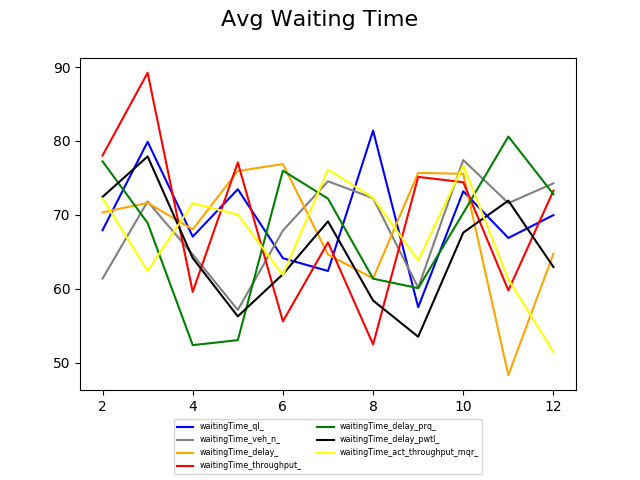 Avg Waiting Time
90
80
70
60
50
2 4 6 8 10 12
waitingTime_ql_
waitingTime_veh_n_
waitingTime_delay_
waitingTime_throughput_
waitingTime_delay_prq_
waitingTime_delay_pwtl_
waitingTime_act_throughput_mqr_